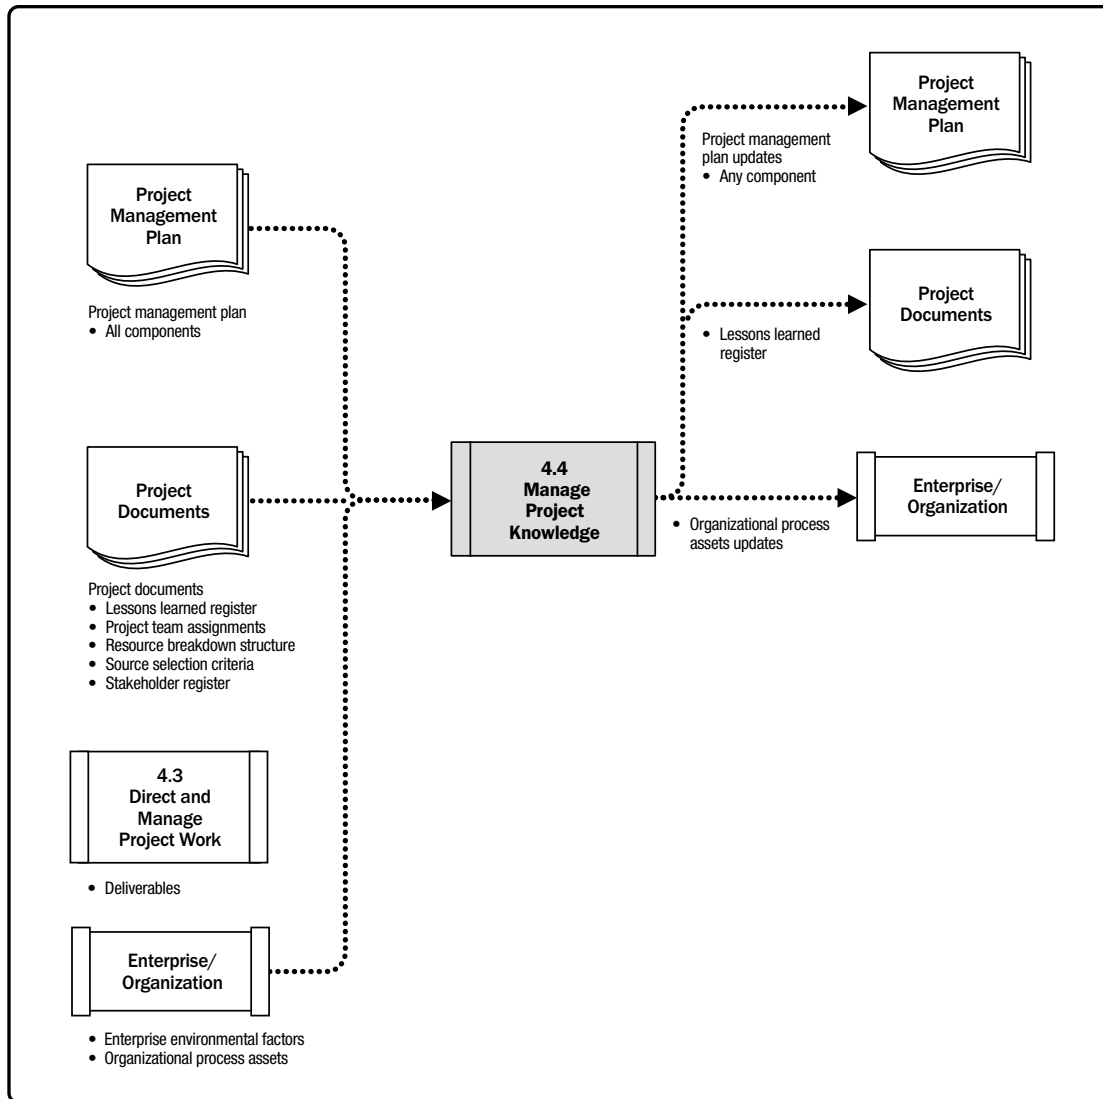 Project
Management
Plan
Project management plan
• All components
Project
Documents
Project documents
• Lessons learned register
• Project team assignments
• Resource breakdown structure
• Source selection criteria
• Stakeholder register
4.3
Direct and
Manage
Project Work
• Deliverables
Enterprise/
Organization
• Enterprise environmental factors
• Organizational process assets
4.4
Manage
Project
Knowledge
Project management
plan updates
• Any component
Project
Management
Plan
• Lessons learned
register
Project
Documents
• Organizational process
assets updates
Enterprise/
Organization